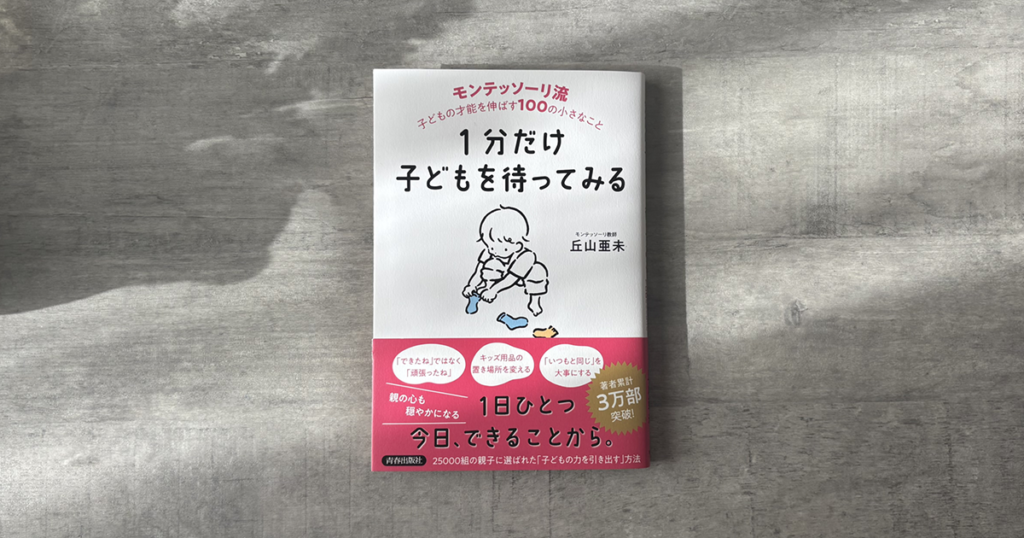 モンテッソーリ流
子どもの才能を伸ばす100の小さなこと
1分だけ
子どもを待ってみる
モンテッソーリ教師
丘山亜未
「できたね」ではなく
「頑張ったね」
キッズ用品の
置き場所を変える
「いつもと同じ」を
大事にする
著者累計
3万部
突破!
親の心も
穏やかになる
1日ひとつ
今日、できることから。
青春出版社
25000組の親子に選ばれた「子どもの力を引き出す」方法